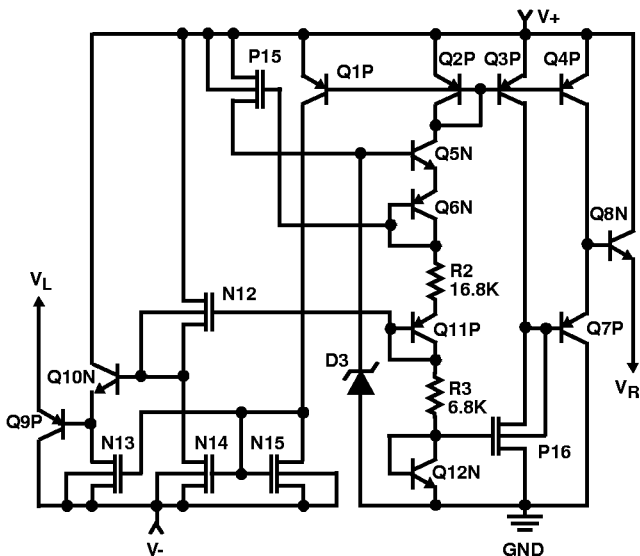 V+
P15
Q1P
Q2P
Q3P
Q4P
Q5N
Q6N
Q8N
VL
N12
R2
16.8K
Q11P
Q7P
D3
Q10N
R3
6.8K
VR
Q9P
N13
N14
N15
P16
Q12N
V-
GND